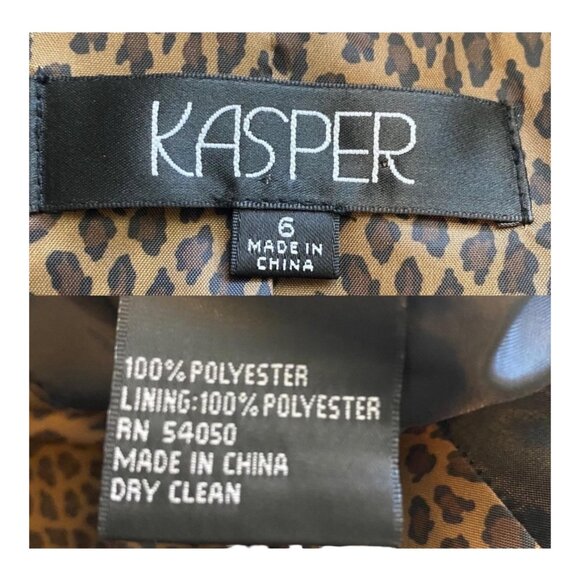 KASPER
6
MADE IN
CHINA
100% POLYESTER
LINING:100% POLYESTER
RN 54050
MADE IN CHINA
DRY CLEAN